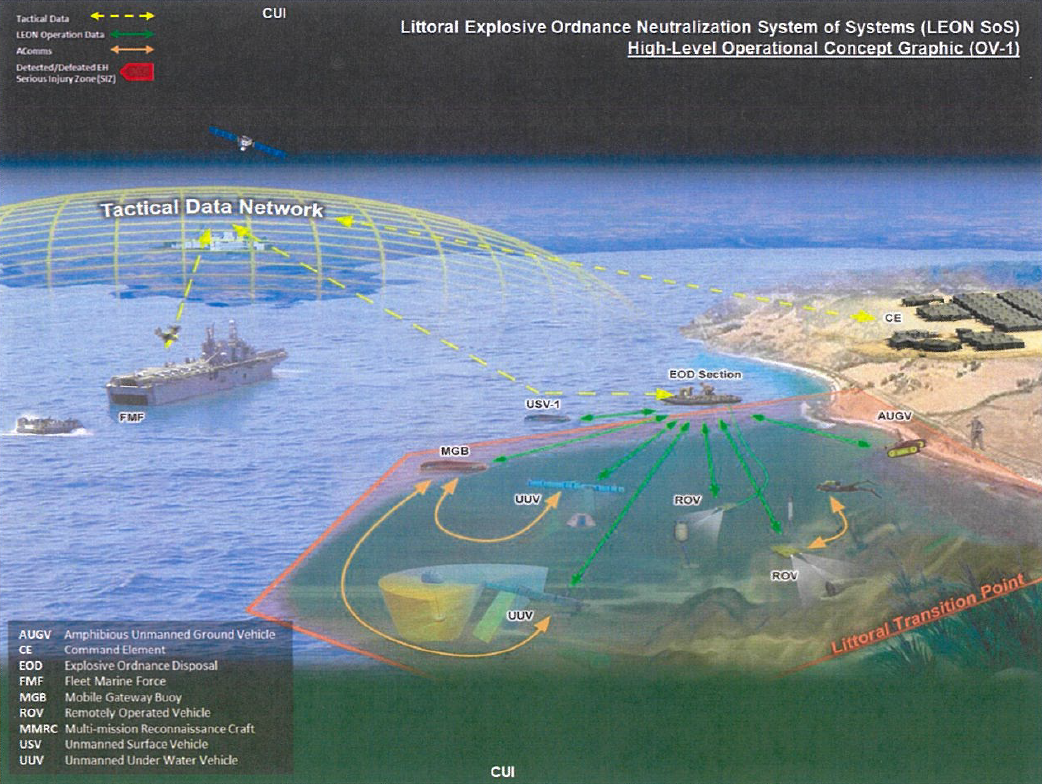 CUI
Tactical Data
LEON Operation Data
AComms
Detected/Defeated EH
Serious Injury Zone (SIZ)
Littoral Explosive Ordnance Neutralization System of Systems (LEON SoS)
High-Level Operational Concept Graphic (OV-1)
Tactical Data Network
CE
EOD Section
USV-1
FMF
AUGV
MGB
UUV
ROV
ROV
UUV
Littoral Transition Point
AUGV Amphibious Unmanned Ground Vehicle
CE Command Element
EOD Explosive Ordnance Disposal
FMF Fleet Marine Force
MGB Mobile Gateway Buoy
ROV Remotely Operated Vehicle
MMRC Multi-mission Reconnaissance Craft
USV Unmanned Surface Vehicle
UUV Unmanned Under Water Vehicle
CUI